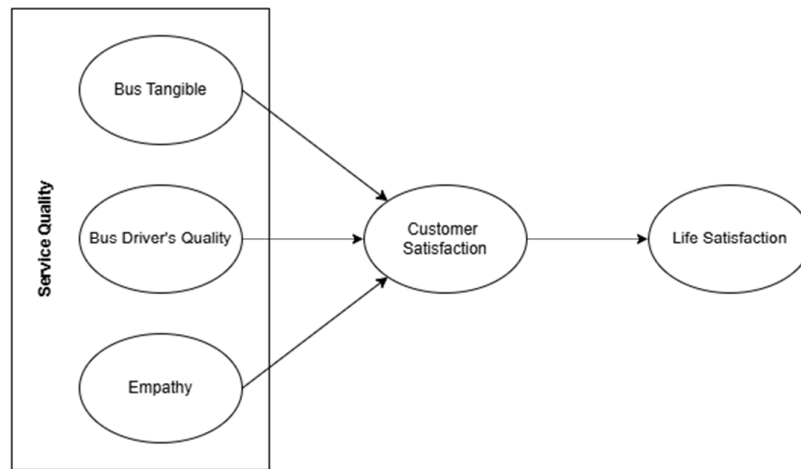 Service Quality
Bus Tangible
Bus Driver's Quality
Empathy
Customer
Satisfaction
Life Satisfaction